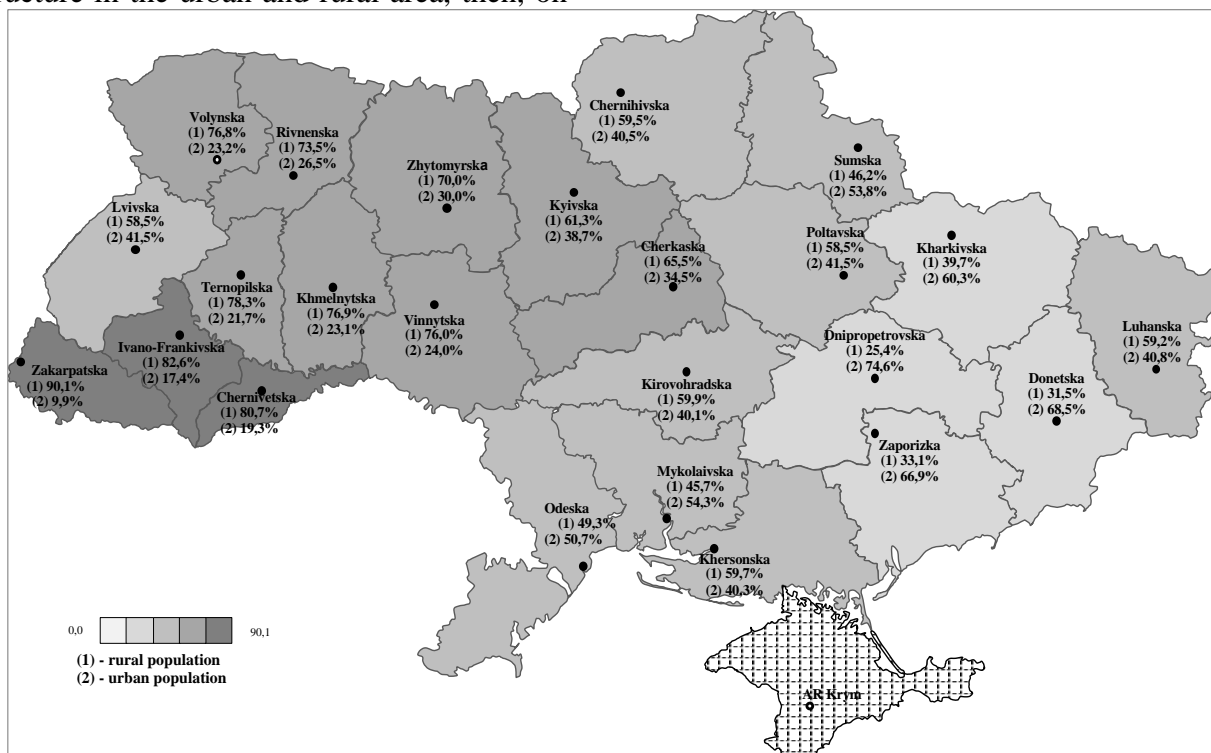 ructure in the urban and rural area, then, on
Chernihivska
(1) 59,5%
(2) 40,5%
Volynska
(1) 76,8%
(2) 23,2%
Rivnenska
(1) 73,5%
(2) 26,5%
Sumska
(1) 46,2%
(2) 53,8%
Zhytomyrska
(1) 70,0%
(2) 30,0%
Kyivska
(1) 61,3%
(2) 38,7%
Lvivska
(1) 58,5%
(2) 41,5%
Poltavska
(1) 58,5%
(2) 41,5%
Kharkivska
(1) 39,7%
(2) 60,3%
Cherkaska
(1) 65,5%
(2) 34,5%
Ternopilska
(1) 78,3%
(2) 21,7%
Khmelnytska
(1) 76,9%
(2) 23,1%
Vinnytska
(1) 76,0%
(2) 24,0%
Luhanska
(1) 59,2%
(2) 40,8%
Dnipropetrovska
(1) 25,4%
(2) 74,6%
Ivano-Frankivska
(1) 82,6%
(2) 17,4%
Zakarpatska
(1) 90,1%
(2) 9,9%
Kirovohradska
(1) 59,9%
(2) 40,1%
Donetska
(1) 31,5%
(2) 68,5%
Chernivetska
(1) 80,7%
(2) 19,3%
Zaporizka
(1) 33,1%
(2) 66,9%
Mykolaivska
(1) 45,7%
(2) 54,3%
Odeska
(1) 49,3%
(2) 50,7%
Khersonska
(1) 59,7%
(2) 40,3%
0,0
90,1
(1) - rural population
(2) - urban population
AR Krym